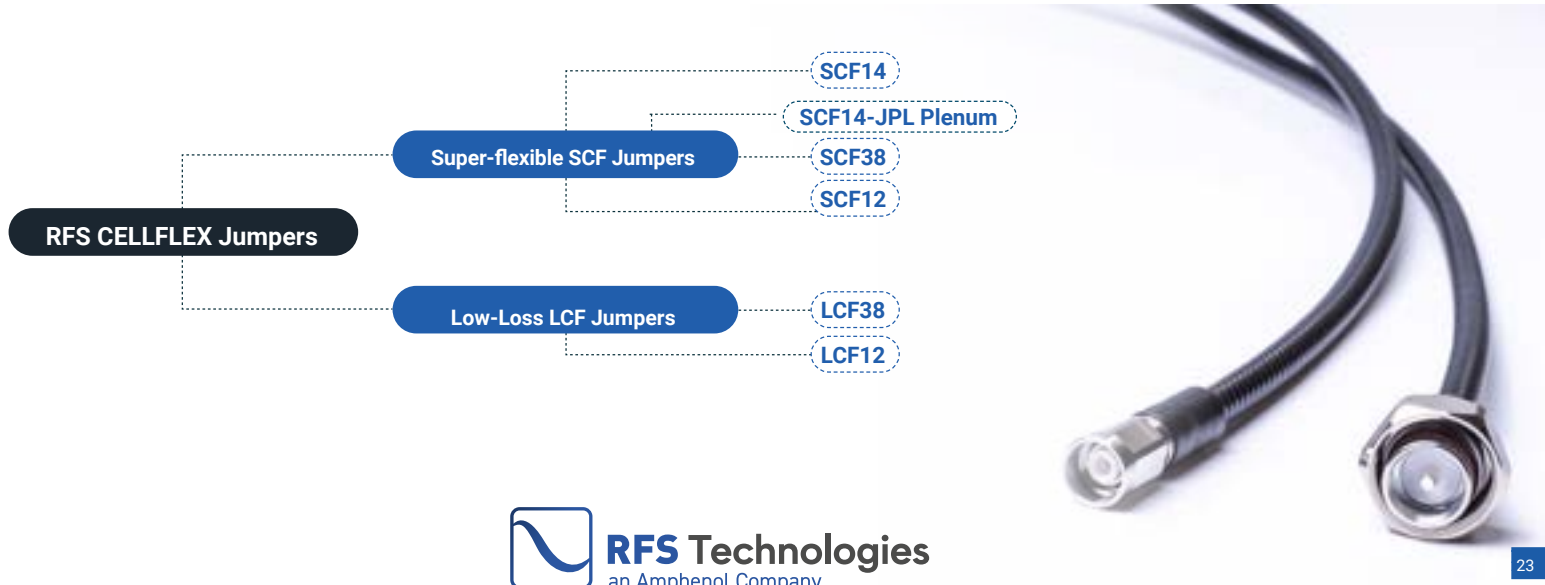 SCF14
SCF14-JPL Plenum
Super-flexible SCF Jumpers
SCF38
SCF12
RFS CELLFLEX Jumpers
Low-Loss LCF Jumpers
LCF38
LCF12
RFS Technologies
an Amphenol Company
23